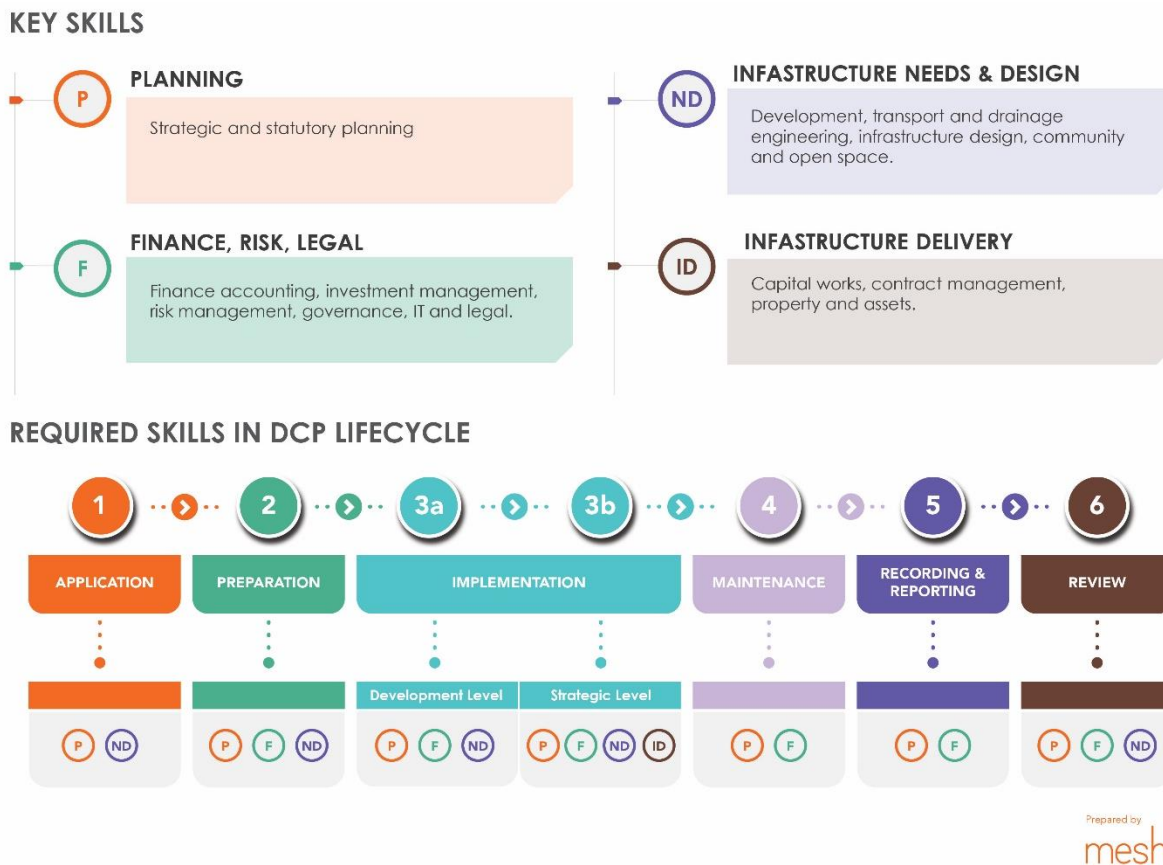 KEY SKILLS
P
PLANNING
Strategic and statutory planning
ND
INFASTRUCTURE NEEDS & DESIGN
Development, transport and drainage
engineering, infrastructure design, community
and open space.
F
FINANCE, RISK, LEGAL
Finance accounting, investment management,
risk management, governance, IT and legal.
ID
INFASTRUCTURE DELIVERY
Capital works, contract management,
property and assets.
REQUIRED SKILLS IN DCP LIFECYCLE
1 2 3a 3b 4 5 6
APPLICATION
PREPARATION
IMPLEMENTATION
MAINTENANCE
RECORDING &
REPORTING
REVIEW
Development Level
Strategic Level
P ND
P F ND
P F ND
P F ND ID
P F
P F
P F ND
Prepared by
mesh